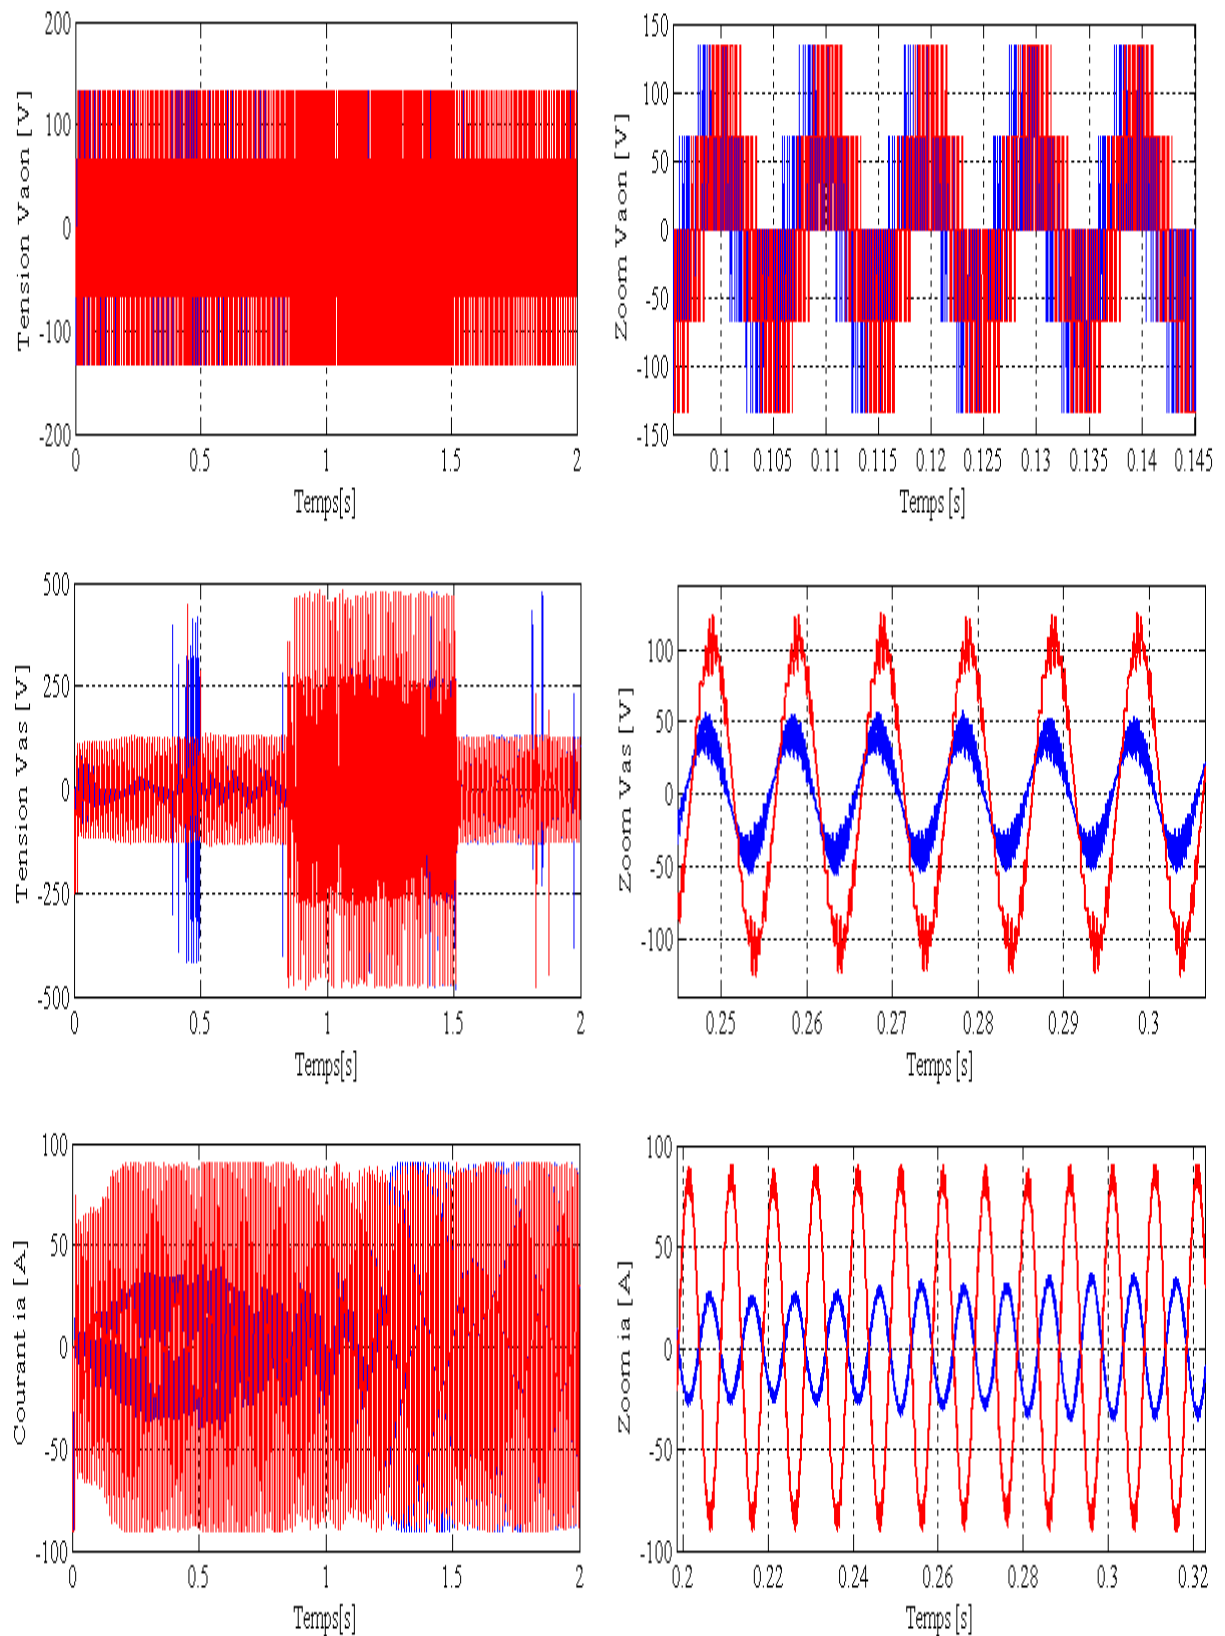 Tension Vaon [V]
200
100
0
-100
-200
0 0.5 1 1.5 2
Temps[s]
Zoom Vaon [V]
150
100
50
0
-50
-100
-150
0.1 0.105 0.11 0.115 0.12 0.125 0.13 0.135 0.14 0.145
Temps [s]
Tension Vas [V]
500
250
0
-250
-500
0 0.5 1 1.5 2
Temps[s]
Zoom Vas [V]
100
50
0
-50
-100
0.25 0.26 0.27 0.28 0.29 0.3
Temps [s]
Courant ia [A]
100
50
0
-50
-100
0 0.5 1 1.5 2
Temps[s]
Zoom ia [A]
100
50
0
-50
-100
0.2 0.22 0.24 0.26 0.28 0.3 0.32
Temps [s]